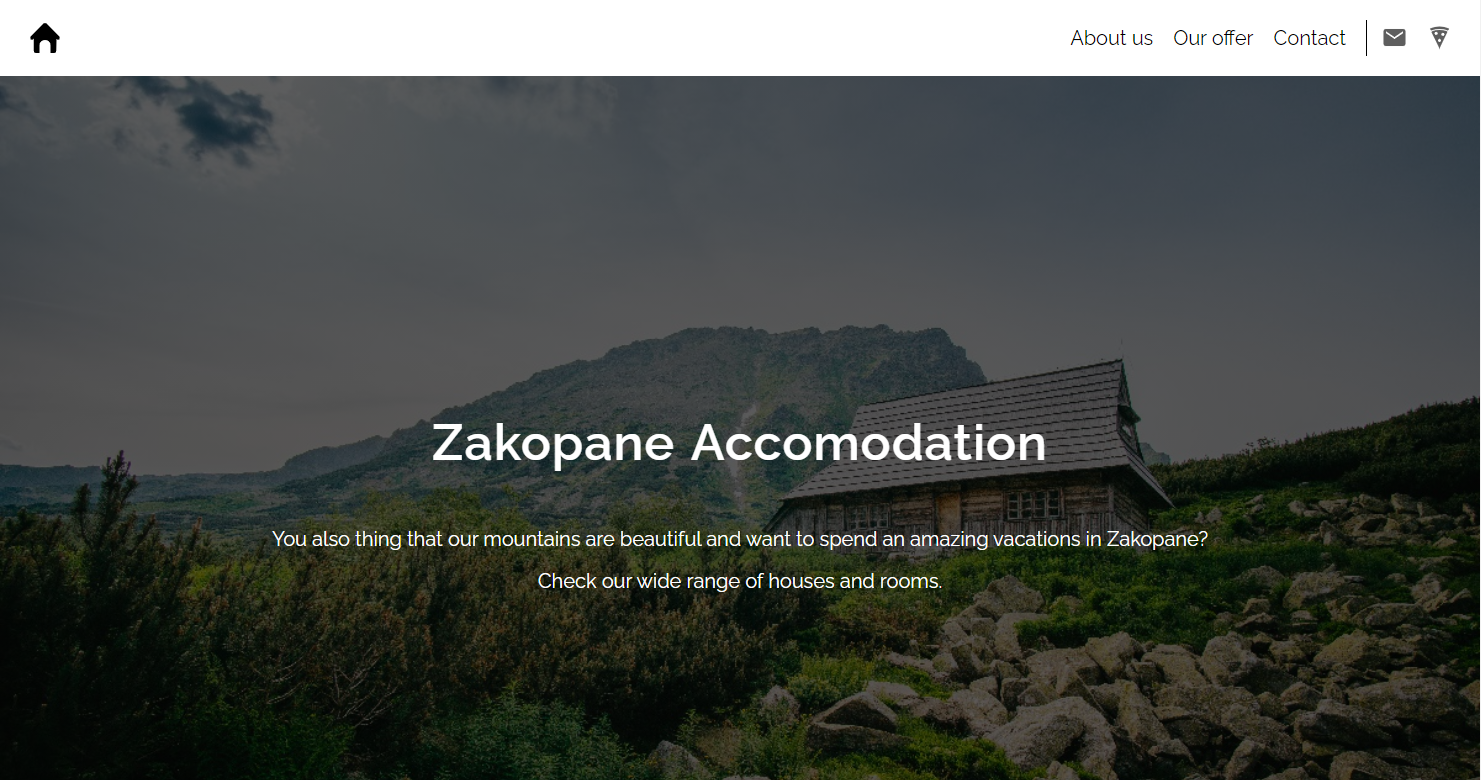 About us Our offer Contact
Zakopane Accomodation
You also thing that our mountains are beautiful and want to spend an amazing vacations in Zakopane?
Check our wide range of houses and rooms.